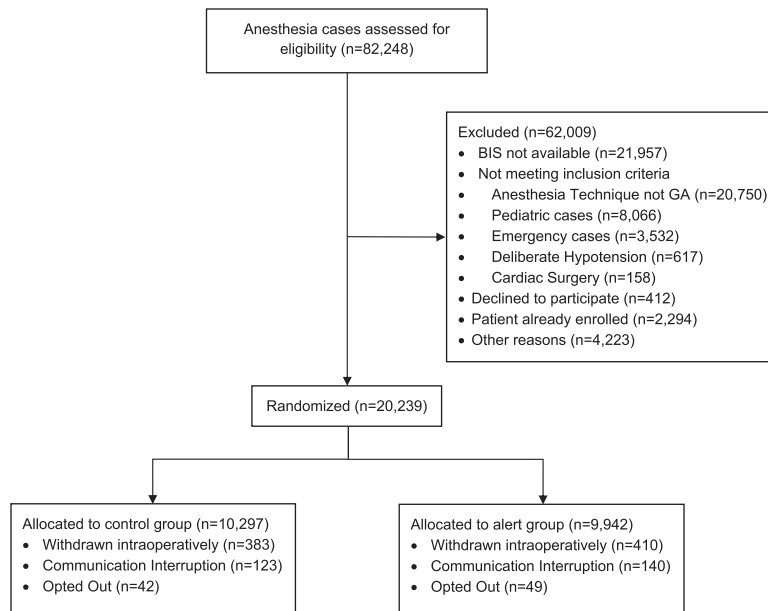 Anesthesia cases assessed for
eligibility (n=82,248)
Excluded (n=62,009)
• BIS not available (n=21,957)
• Not meeting inclusion criteria
• Anesthesia Technique not GA (n=20,750)
• Pediatric cases (n=8,066)
• Emergency cases (n=3,532)
• Deliberate Hypotension (n=617)
• Cardiac Surgery (n=158)
• Declined to participate (n=412)
• Patient already enrolled (n=2,294)
• Other reasons (n=4,223)
Randomized (n=20,239)
Allocated to control group (n=10,297)
• Withdrawn intraoperatively (n=383)
• Communication Interruption (n=123)
• Opted Out (n=42)
Allocated to alert group (n=9,942)
• Withdrawn intraoperatively (n=410)
• Communication Interruption (n=140)
• Opted Out (n=49)